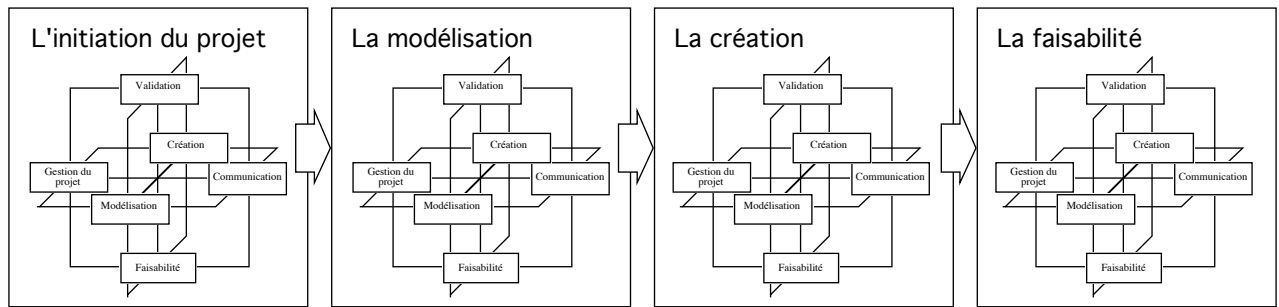 L'initiation du projet
Validation
Création
Gestion du
projet
Communication
Modélisation
Faisabilité
La modélisation
Validation
Création
Gestion du
projet
Communication
Modélisation
Faisabilité
La création
Validation
Création
Gestion du
projet
Communication
Modélisation
Faisabilité
La faisabilité
Validation
Création
Gestion du
projet
Communication
Modélisation
Faisabilité